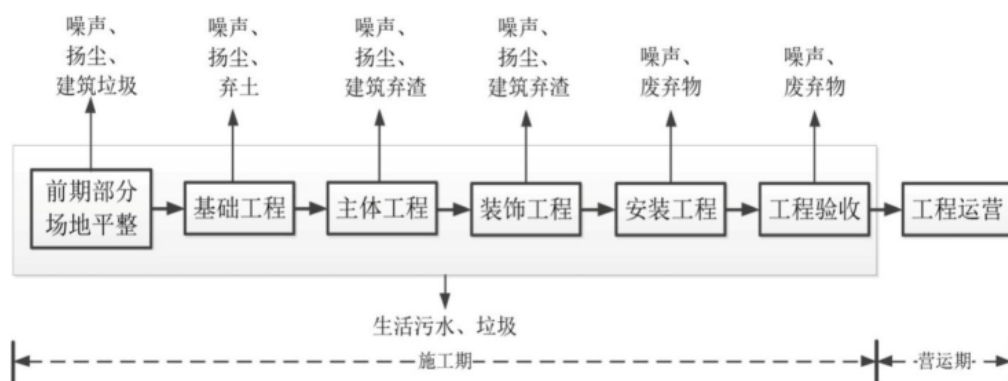 噪声、
扬尘、
建筑垃圾
噪声、
扬尘、
弃土
噪声、
扬尘、
建筑弃渣
噪声、
扬尘、
建筑弃渣
噪声、
废弃物
噪声、
废弃物
前期部分
场地平整
基础工程
主体工程
装饰工程
安装工程
工程验收
工程运营
生活污水、垃圾
施工期
营运期